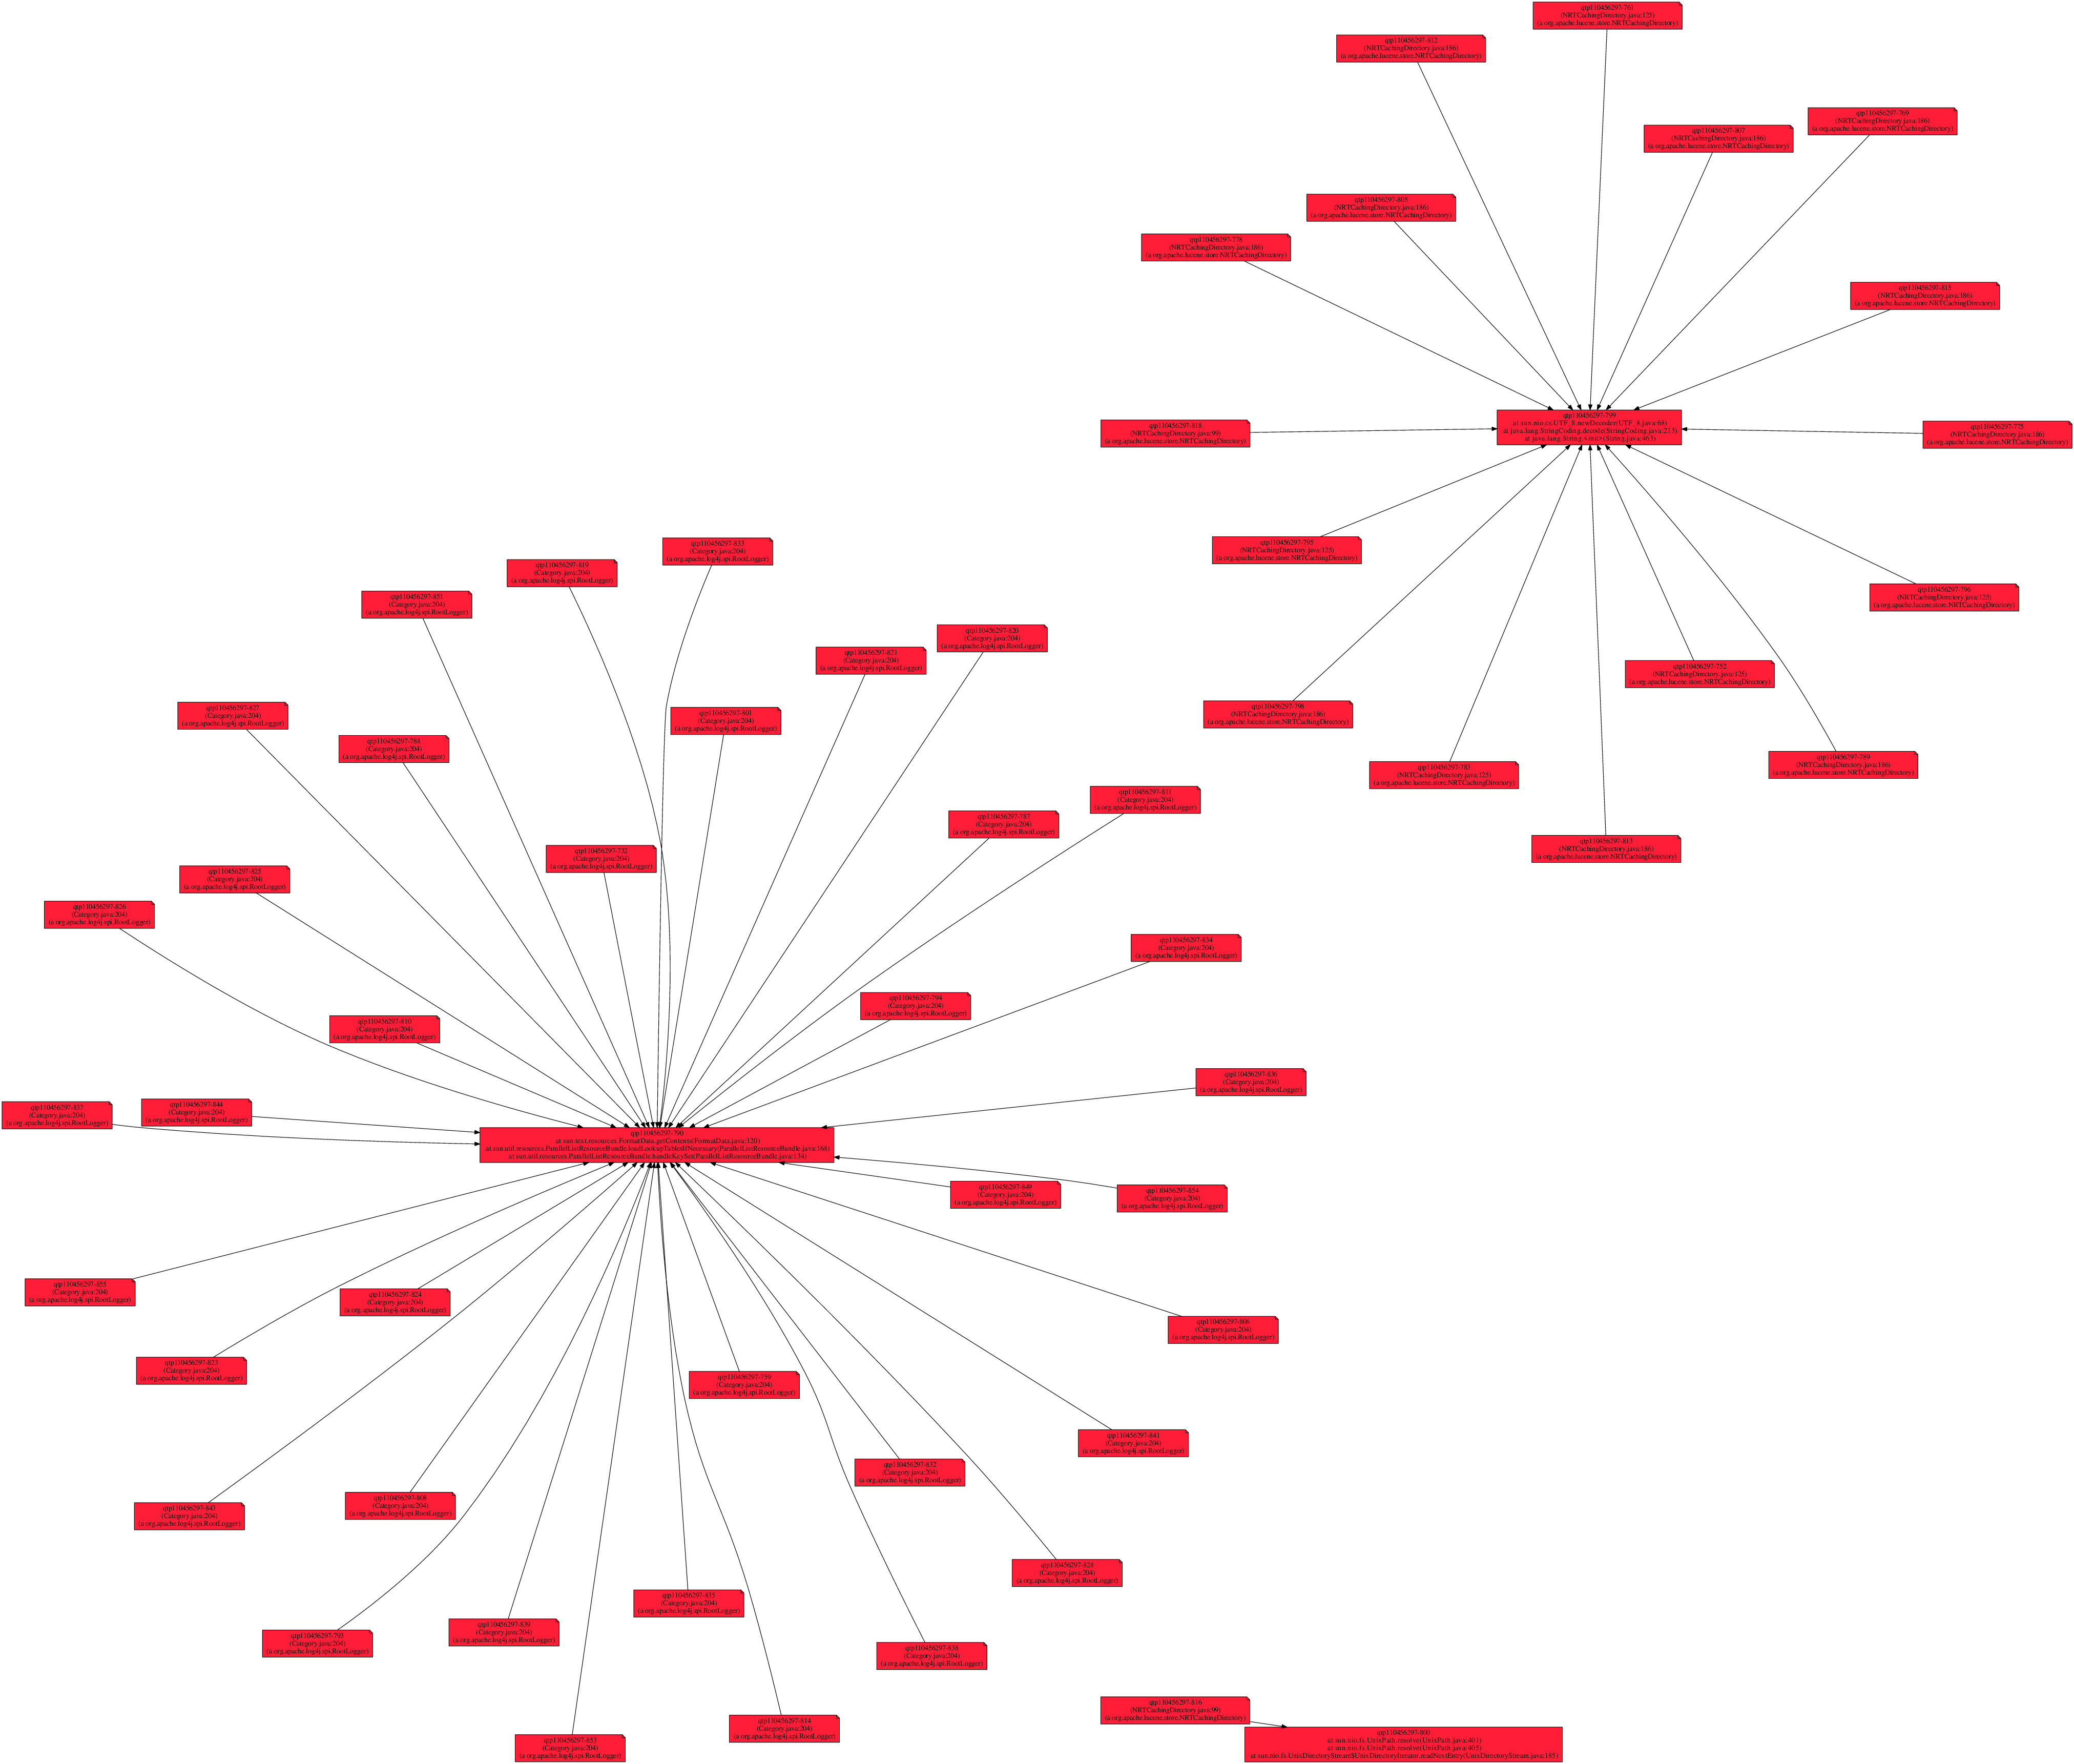 qtp110456297-781
(NRTCachingDirectory.java:125)
(a org.apache.lucene.store.NRTCachingDirectory)
qtp110456297-812
(NRTCachingDirectory.java:186)
(a org.apache.lucene.store.NRTCachingDirectory)
qtp110456297-769
(NRTCachingDirectory.java:186)
(a org.apache.lucene.store.NRTCachingDirectory)
qtp110456297-807
(NRTCachingDirectory.java:186)
(a org.apache.lucene.store.NRTCachingDirectory)
qtp110456297-805
(NRTCachingDirectory.java:186)
(a org.apache.lucene.store.NRTCachingDirectory)
qtp110456297-778
(NRTCachingDirectory.java:186)
(a org.apache.lucene.store.NRTCachingDirectory)
qtp110456297-815
(NRTCachingDirectory.java:186)
(a org.apache.lucene.store.NRTCachingDirectory)
qtp110456297-799
at sun.nio.cs.UTF_8.newDecoder(UTF_8.java:68)
at java.lang.StringCoding.decode(StringCoding.java:213)
at java.lang.String.<init>(String.java:463)
qtp110456297-818
(NRTCachingDirectory.java:99)
(a org.apache.lucene.store.NRTCachingDirectory)
qtp110456297-775
(NRTCachingDirectory.java:186)
(a org.apache.lucene.store.NRTCachingDirectory)
qtp110456297-795
(NRTCachingDirectory.java:125)
(a org.apache.lucene.store.NRTCachingDirectory)
qtp110456297-796
(NRTCachingDirectory.java:125)
(a org.apache.lucene.store.NRTCachingDirectory)
qtp110456297-752
(NRTCachingDirectory.java:125)
(a org.apache.lucene.store.NRTCachingDirectory)
qtp110456297-798
(NRTCachingDirectory.java:186)
(a org.apache.lucene.store.NRTCachingDirectory)
qtp110456297-789
(NRTCachingDirectory.java:186)
(a org.apache.lucene.store.NRTCachingDirectory)
qtp110456297-783
(NRTCachingDirectory.java:125)
(a org.apache.lucene.store.NRTCachingDirectory)
qtp110456297-813
(NRTCachingDirectory.java:186)
(a org.apache.lucene.store.NRTCachingDirectory)
qtp110456297-833
(Category.java:204)
(a org.apache.log4j.spi.RootLogger)
qtp110456297-819
(Category.java:204)
(a org.apache.log4j.spi.RootLogger)
qtp110456297-831
(Category.java:204)
(a org.apache.log4j.spi.RootLogger)
qtp110456297-820
(Category.java:204)
(a org.apache.log4j.spi.RootLogger)
qtp110456297-821
(Category.java:204)
(a org.apache.log4j.spi.RootLogger)
qtp110456297-827
(Category.java:204)
(a org.apache.log4j.spi.RootLogger)
qtp110456297-801
(Category.java:204)
(a org.apache.log4j.spi.RootLogger)
qtp110456297-788
(Category.java:204)
(a org.apache.log4j.spi.RootLogger)
qtp110456297-811
(Category.java:204)
(a org.apache.log4j.spi.RootLogger)
qtp110456297-787
(Category.java:204)
(a org.apache.log4j.spi.RootLogger)
qtp110456297-732
(Category.java:204)
(a org.apache.log4j.spi.RootLogger)
qtp110456297-825
(Category.java:204)
(a org.apache.log4j.spi.RootLogger)
qtp110456297-826
(Category.java:204)
(a org.apache.log4j.spi.RootLogger)
qtp110456297-834
(Category.java:204)
(a org.apache.log4j.spi.RootLogger)
qtp110456297-794
(Category.java:204)
(a org.apache.log4j.spi.RootLogger)
qtp110456297-810
(Category.java:204)
(a org.apache.log4j.spi.RootLogger)
qtp110456297-836
(Category.java:204)
(a org.apache.log4j.spi.RootLogger)
qtp110456297-844
(Category.java:204)
(a org.apache.log4j.spi.RootLogger)
qtp110456297-837
(Category.java:204)
(a org.apache.log4j.spi.RootLogger)
qtp110456297-790
at sun.text.resources.FormatData.getContents(FormatData.java:120)
at sun.util.resources.ParallelListResourceBundle.loadLookupTablesIfNecessary(ParallelListResourceBundle.java:168)
at sun.util.resources.ParallelListResourceBundle.handleKeySet(ParallelListResourceBundle.java:134)
qtp110456297-849
(Category.java:204)
(a org.apache.log4j.spi.RootLogger)
qtp110456297-854
(Category.java:204)
(a org.apache.log4j.spi.RootLogger)
qtp110456297-855
(Category.java:204)
(a org.apache.log4j.spi.RootLogger)
qtp110456297-824
(Category.java:204)
(a org.apache.log4j.spi.RootLogger)
qtp110456297-806
(Category.java:204)
(a org.apache.log4j.spi.RootLogger)
qtp110456297-823
(Category.java:204)
(a org.apache.log4j.spi.RootLogger)
qtp110456297-759
(Category.java:204)
(a org.apache.log4j.spi.RootLogger)
qtp110456297-841
(Category.java:204)
(a org.apache.log4j.spi.RootLogger)
qtp110456297-832
(Category.java:204)
(a org.apache.log4j.spi.RootLogger)
qtp110456297-808
(Category.java:204)
(a org.apache.log4j.spi.RootLogger)
qtp110456297-843
(Category.java:204)
(a org.apache.log4j.spi.RootLogger)
qtp110456297-828
(Category.java:204)
(a org.apache.log4j.spi.RootLogger)
qtp110456297-835
(Category.java:204)
(a org.apache.log4j.spi.RootLogger)
qtp110456297-839
(Category.java:204)
(a org.apache.log4j.spi.RootLogger)
qtp110456297-793
(Category.java:204)
(a org.apache.log4j.spi.RootLogger)
qtp110456297-838
(Category.java:204)
(a org.apache.log4j.spi.RootLogger)
qtp110456297-816
(NRTCachingDirectory.java:99)
(a org.apache.lucene.store.NRTCachingDirectory)
qtp110456297-814
(Category.java:204)
(a org.apache.log4j.spi.RootLogger)
qtp110456297-853
(Category.java:204)
(a org.apache.log4j.spi.RootLogger)
qtp110456297-800
at sun.nio.fs.UnixPath.resolve(UnixPath.java:401)
at sun.nio.fs.UnixPath.resolve(UnixPath.java:405)
at sun.nio.fs.UnixDirectoryStream$UnixDirectoryIterator.readNextEntry(UnixDirectoryStream.java:185)